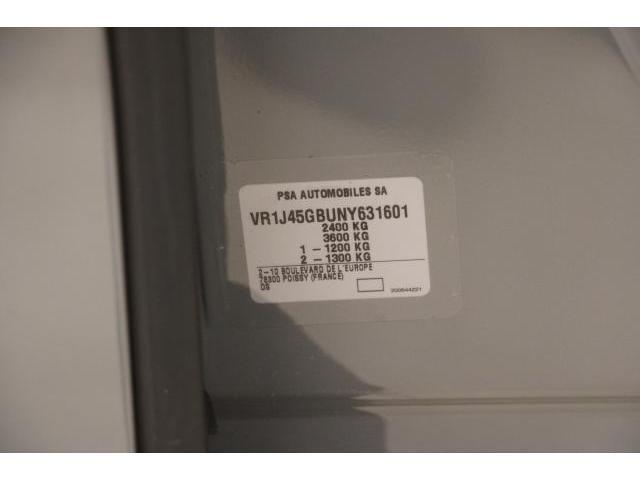 PSA AUTOMOBILES SA
VR1J45GBUNY631601
2400 KG
3600 KG
1 - 1200 KG
2 - 1300 KG
2-10 BOULEVARD DE L'EUROPE
78300 POISSY (FRANCE)
DS